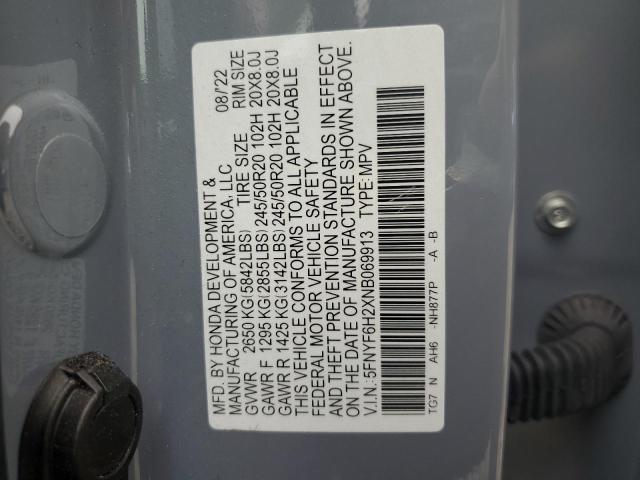 MFD. BY HONDA DEVELOPMENT &
MANUFACTURING OF AMERICA, LLC 08/'22
GVWR 2650 KG(5842LBS) TIRE SIZE RIM SIZE
GAWR F 1295 KG(2855LBS) 245/50R20 102H 20X8.0J
GAWR R 1425 KG(3142LBS) 245/50R20 102H 20X8.0J
THIS VEHICLE CONFORMS TO ALL APPLICABLE
FEDERAL MOTOR VEHICLE SAFETY
AND THEFT PREVENTION STANDARDS IN EFFECT
ON THE DATE OF MANUFACTURE SHOWN ABOVE.
V.I.N.:5FNYF6H2XNB069913 TYPE:MPV
TG7 N AH6 -NH877P -A -B